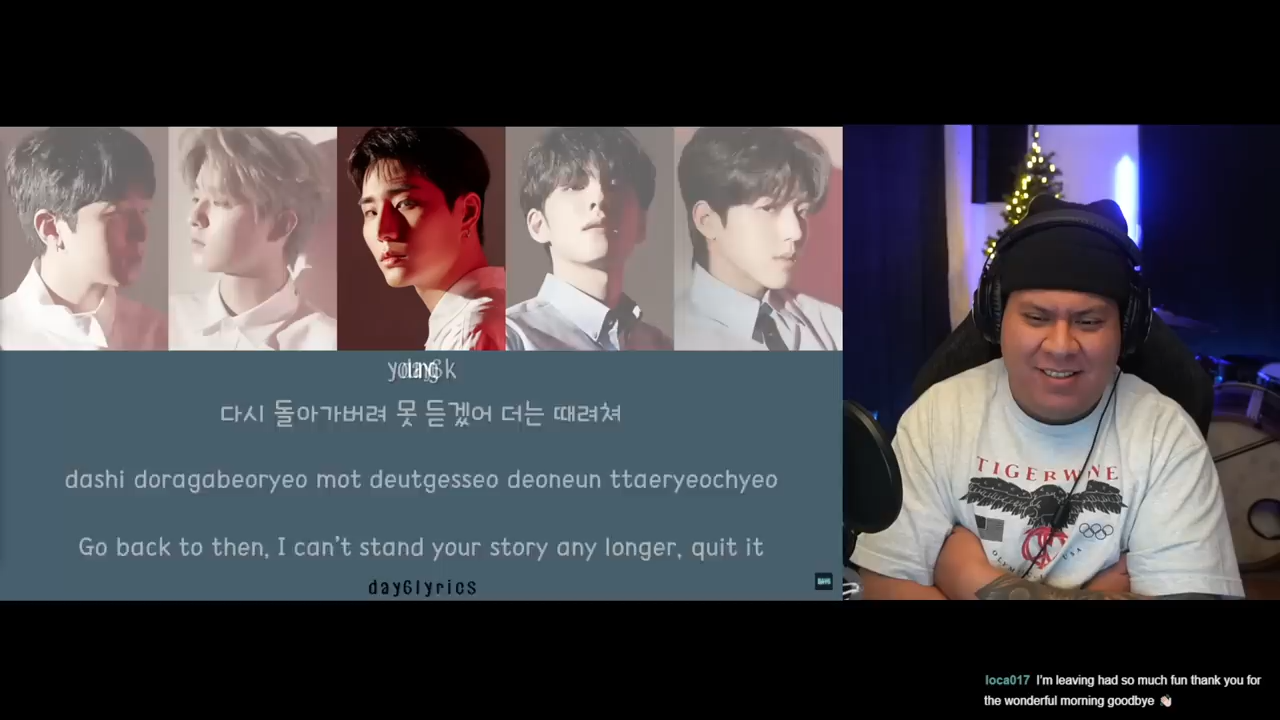 다시 돌아가버려 못 듣겠어 더는 때려쳐
dashi doragabeoryeo mot deutgesseo deoneun ttaeryeochyeo
Go back to then, I can't stand your story any longer, quit it
day6lyrics
TIGERWVNE
USA
loca017 I'm leaving had so much fun thank you for
the wonderful morning goodbye